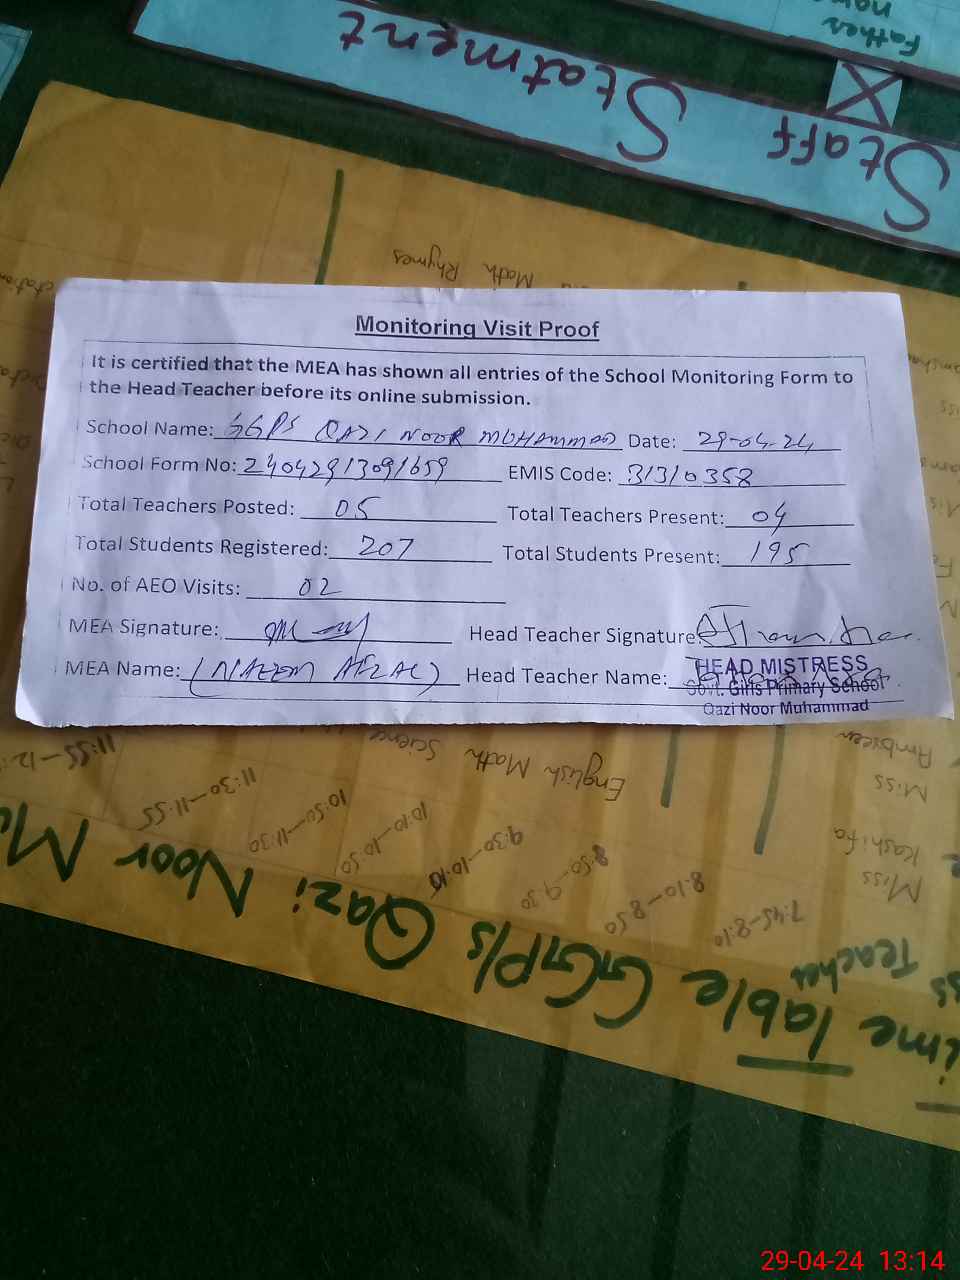 Father
name
Staff Statment
Math Rhymes
Monitoring Visit Proof
It is certified that the MEA has shown all entries of the School Monitoring Form to
the Head Teacher before its online submission.
School Name: GGPS QAZI NOOR MUHAMMAD Date: 29-04-24
School Form No: 24042913091659 EMIS Code: 31310358
Total Teachers Posted: 05 Total Teachers Present: 04
Total Students Registered: 207 Total Students Present: 195
No. of AEO Visits: 02
MEA Signature: Head Teacher Signature
MEA Name: (NAEEM AFZAL) Head Teacher Name:
HEAD MISTRESS
Govt. Girls Primary School
Qazi Noor Muhammad
English Math Science
Miss
Ambreen
Miss
Kashifa
7:45-8:10 8:10-8:50 8:50-9:30 9:30-10:10 10:10-10:50 10:50-11:30 11:30-11:55 11:55-12:
Teacher
ime Table GGP/s Qazi Noor M
29-04-24 13:14